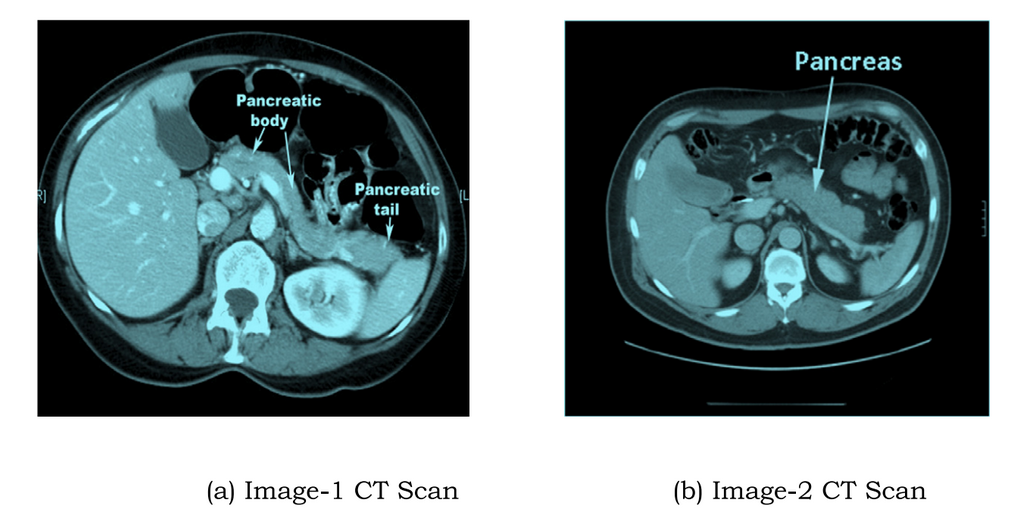 Pancreatic
body
Pancreatic
tail
R]
[L
Pancreas
(a) Image-1 CT Scan
(b) Image-2 CT Scan